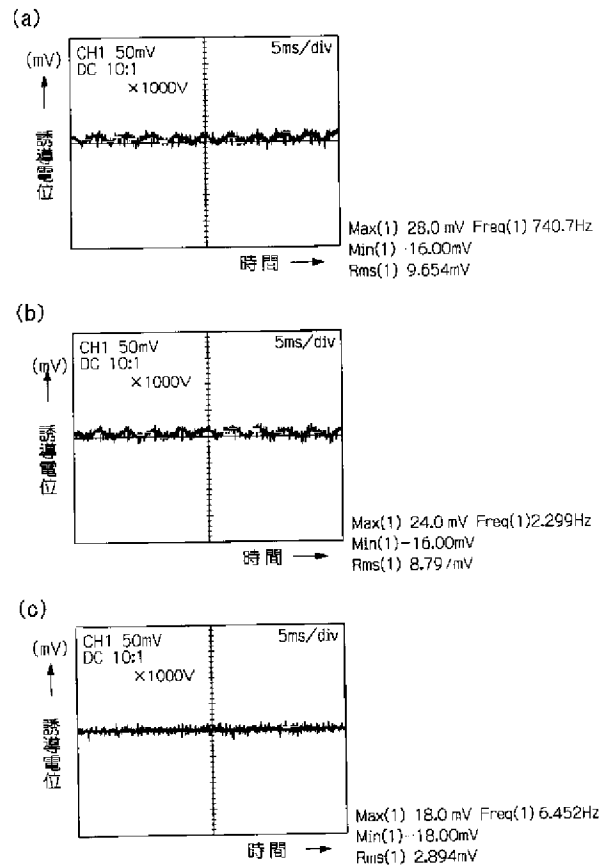 (a)
(mV)
CH1 50mV
5ms/div
DC 10:1
×1000V
誘導電位
時間
Max(1) 28.0 mV Freq(1) 740.7Hz
Min(1) -16.00mV
Rms(1) 9.654mV
(b)
(mV)
CH1 50mV
5ms/div
DC 10:1
×1000V
誘導電位
時間
Max(1) 24.0 mV Freq(1)2.299Hz
Min(1)-16.00mV
Rms(1) 8.797mV
(c)
(mV)
CH1 50mV
5ms/div
DC 10:1
×1000V
誘導電位
時間
Max(1) 18.0 mV Freq(1)6.452Hz
Min(1)-18.00mV
Rms(1) 2.894mV